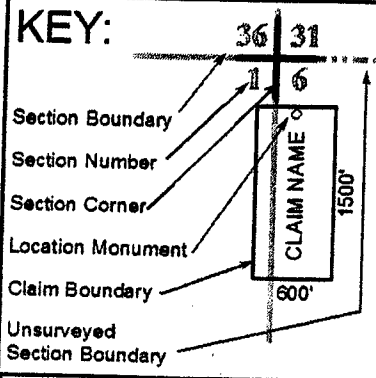 KEY:
36 31
1 6
Section Boundary
Section Number
Section Corner
Location Monument
Claim Boundary
Unsurveyed
Section Boundary
CLAIM NAME
1500'
600'